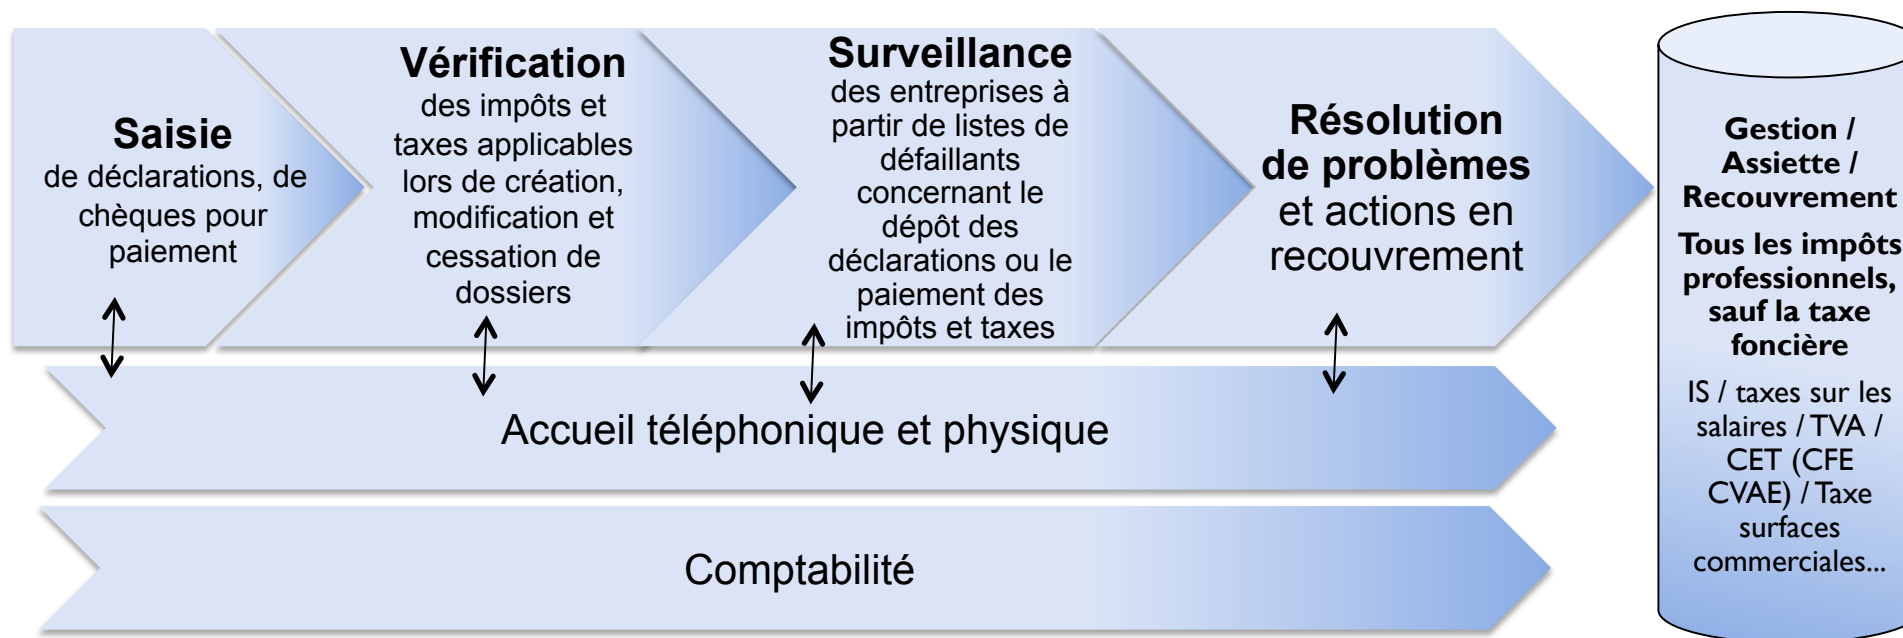 Saisie
de déclarations, de
chèques pour
paiement
Vérification
des impôts et
taxes applicables
lors de création,
modification et
cessation de
dossiers
Surveillance
des entreprises à
partir de listes de
défaillants
concernant le
dépôt des
déclarations ou le
paiement des
impôts et taxes
Résolution
de problèmes
et actions en
recouvrement
Accueil téléphonique et physique
Comptabilité
Gestion /
Assiette /
Recouvrement
Tous les impôts
professionnels,
sauf la taxe
foncière
IS / taxes sur les
salaires / TVA /
CET (CFE
CVAE) / Taxe
surfaces
commerciales...